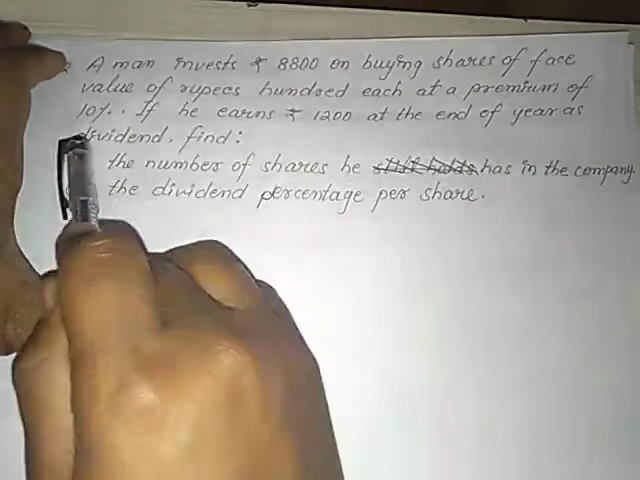 A man invests ₹ 8800 on buying shares of face
value of rupees hundred each at a premium of
10%. If he earns ₹ 1200 at the end of year as
dividend, find:
the number of shares he has in the company.
the dividend percentage per share.